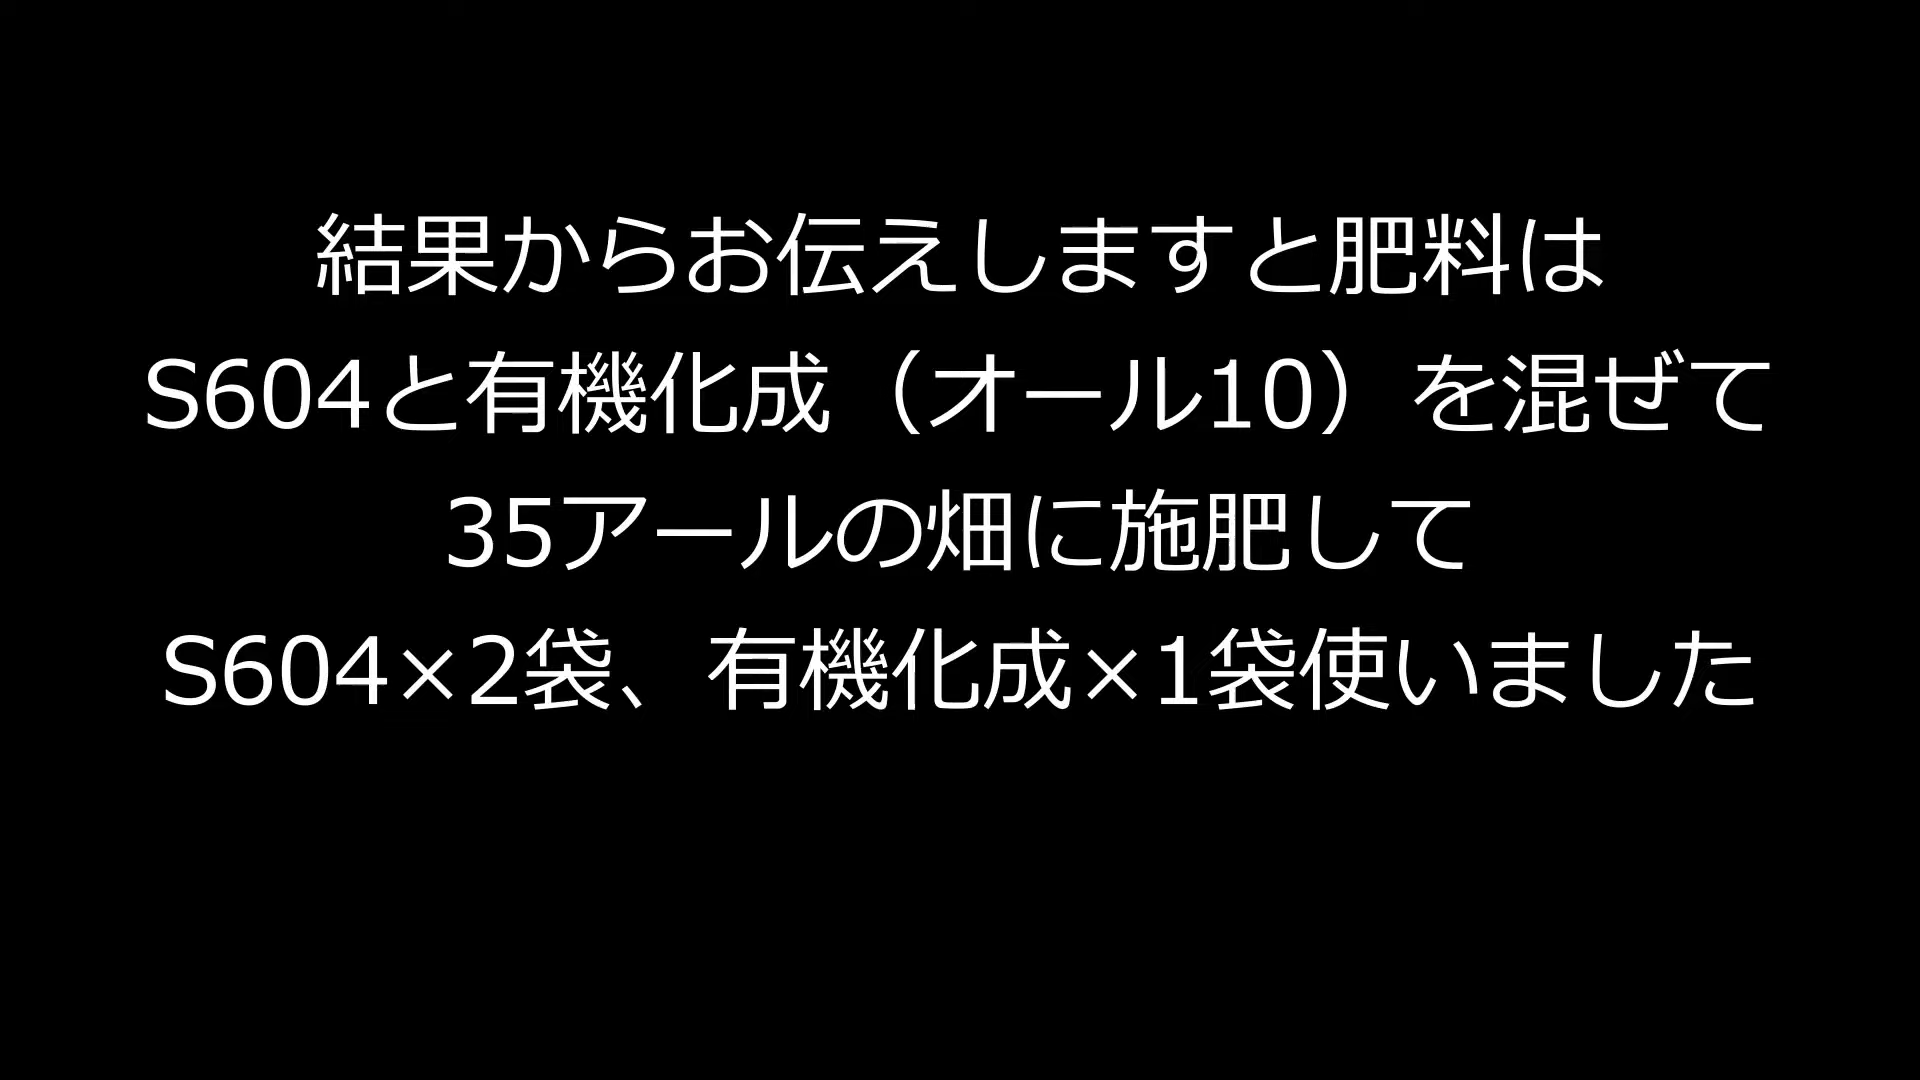 結果からお伝えしますと肥料は
S604と有機化成（オール10）を混ぜて
35アールの畑に施肥して
S604×2袋、有機化成×1袋使いました